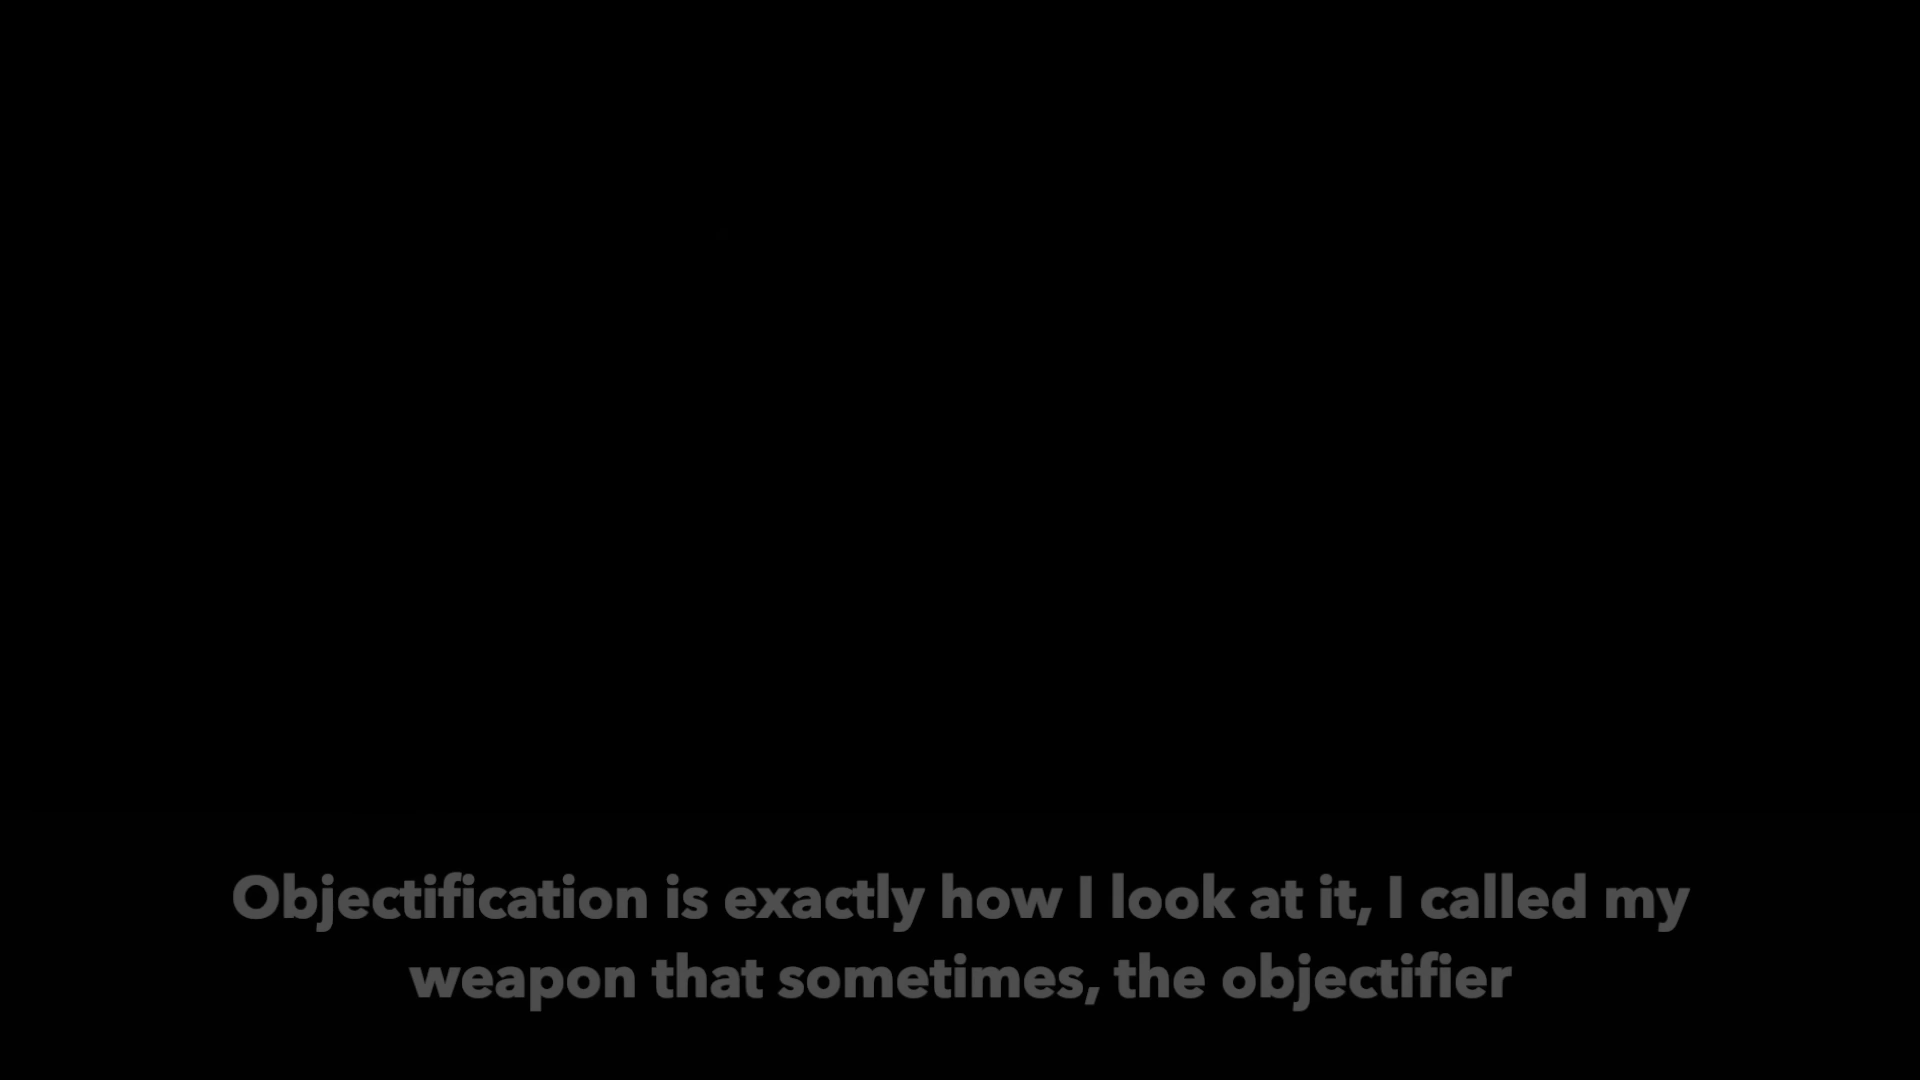 Objectification is exactly how I look at it, I called my
weapon that sometimes, the objectifier